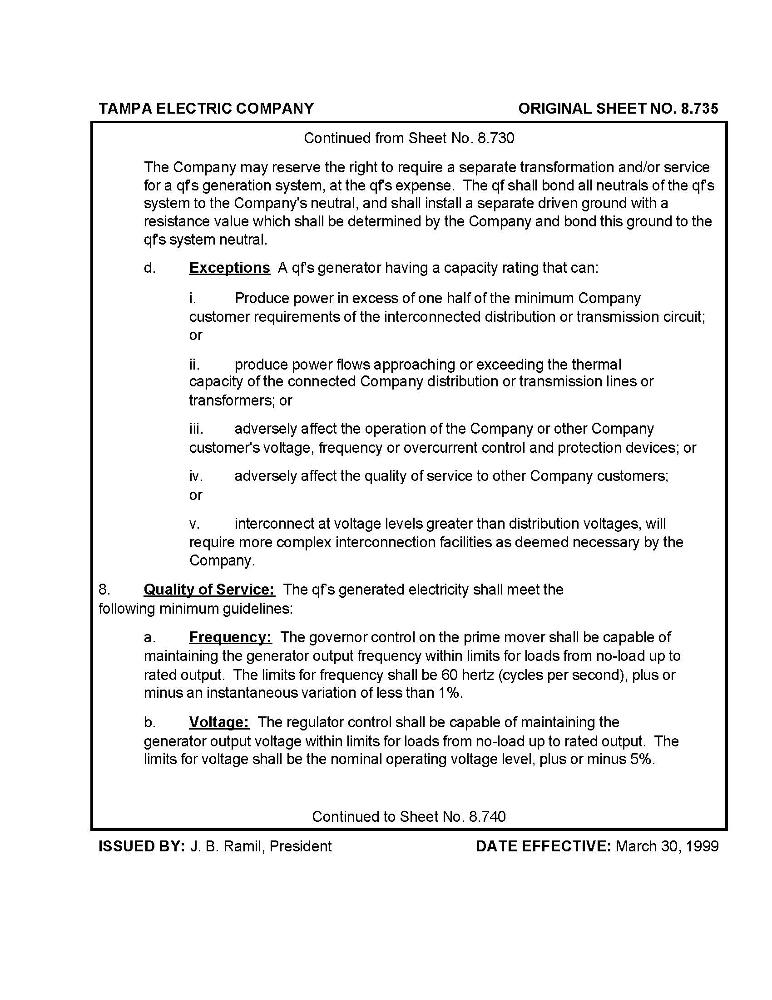 TAMPA ELECTRIC COMPANY ORIGINAL SHEET NO. 8.735
Continued from Sheet No. 8.730
The Company may reserve the right to require a separate transformation and/or service
for a qf's generation system, at the qf's expense.  The qf shall bond all neutrals of the qf's
system to the Company's neutral, and shall install a separate driven ground with a
resistance value which shall be determined by the Company and bond this ground to the
qf's system neutral.
d. Exceptions  A qf's generator having a capacity rating that can:
i. Produce power in excess of one half of the minimum Company
customer requirements of the interconnected distribution or transmission circuit;
or
ii. produce power flows approaching or exceeding the thermal
capacity of the connected Company distribution or transmission lines or
transformers; or
iii. adversely affect the operation of the Company or other Company
customer's voltage, frequency or overcurrent control and protection devices; or
iv. adversely affect the quality of service to other Company customers;
or
v. interconnect at voltage levels greater than distribution voltages, will
require more complex interconnection facilities as deemed necessary by the
Company.
8. Quality of Service:  The qf's generated electricity shall meet the
following minimum guidelines:
a. Frequency:  The governor control on the prime mover shall be capable of
maintaining the generator output frequency within limits for loads from no-load up to
rated output.  The limits for frequency shall be 60 hertz (cycles per second), plus or
minus an instantaneous variation of less than 1%.
b. Voltage:  The regulator control shall be capable of maintaining the
generator output voltage within limits for loads from no-load up to rated output.  The
limits for voltage shall be the nominal operating voltage level, plus or minus 5%.
Continued to Sheet No. 8.740
ISSUED BY: J. B. Ramil, President DATE EFFECTIVE: March 30, 1999